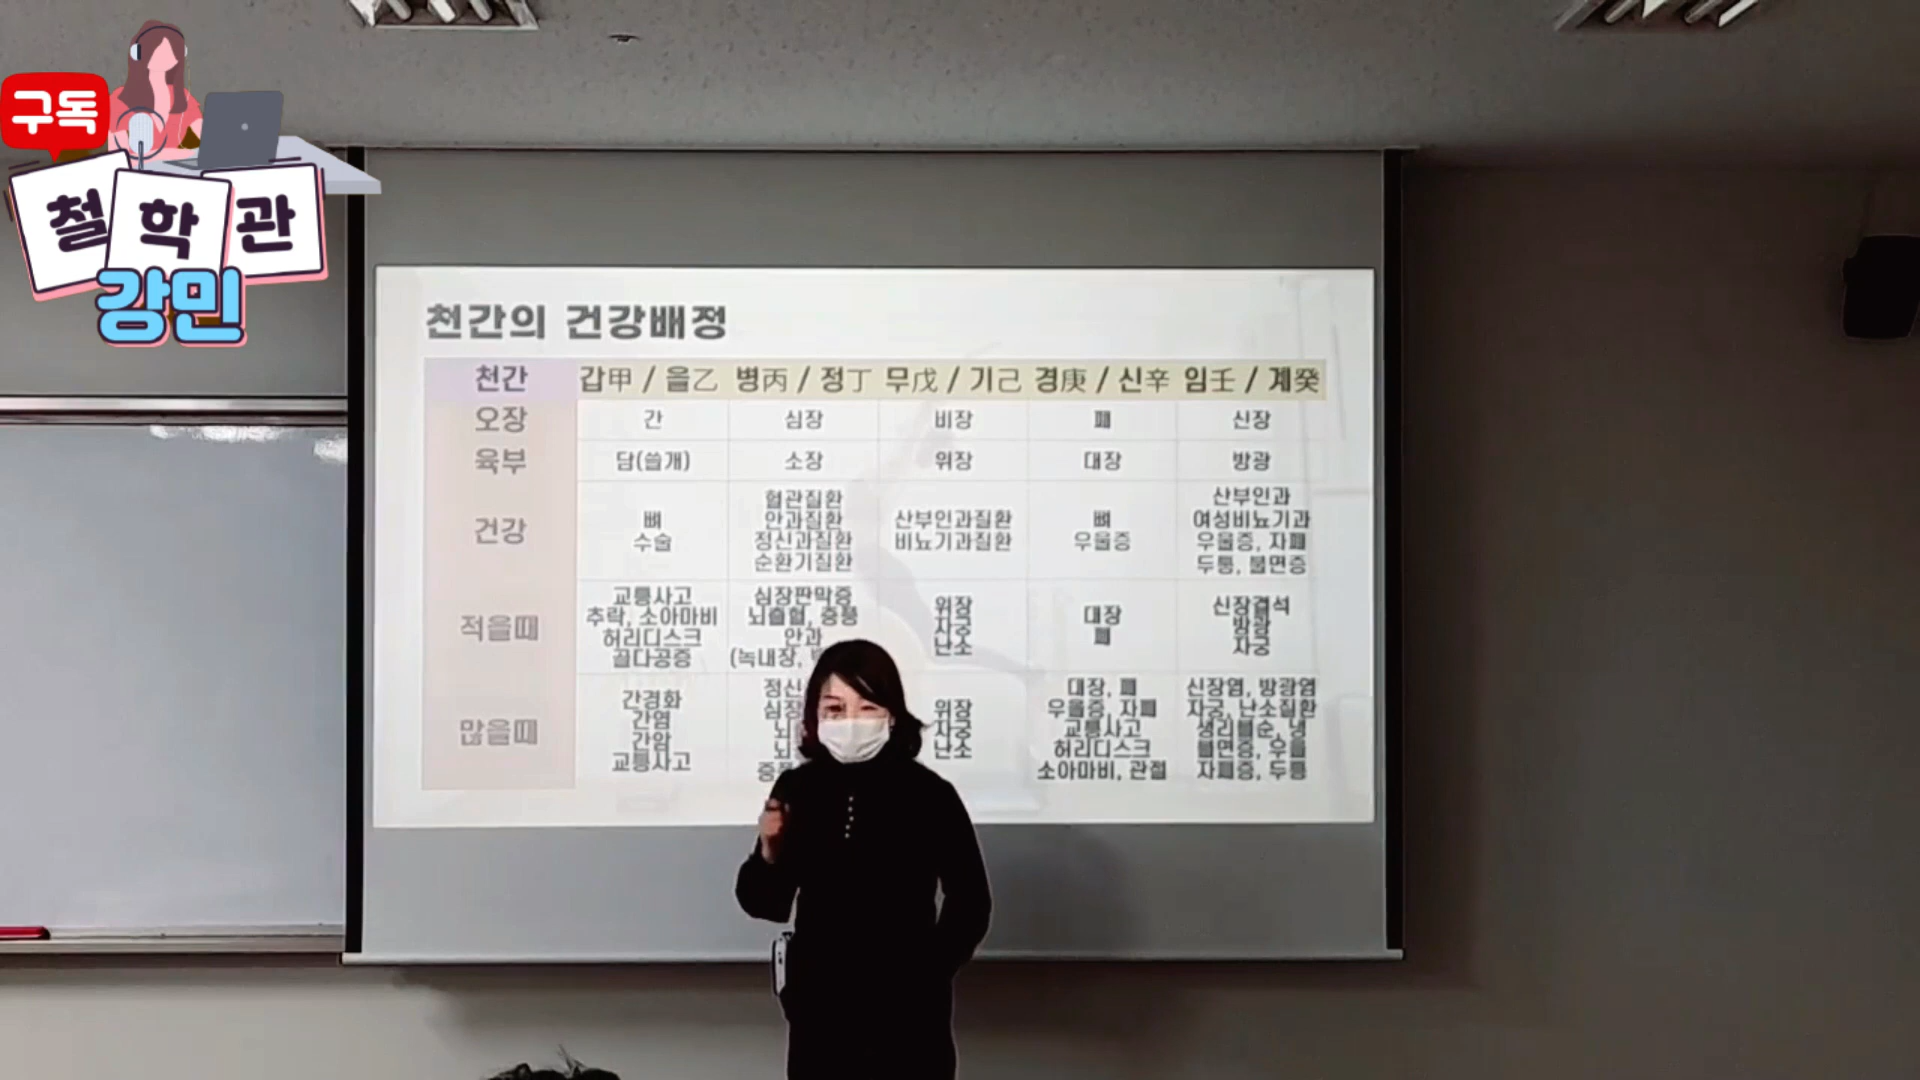 구독
철학관
강민
천간의 건강배정
천간 갑甲 / 을乙 병丙 / 정丁 무戊 / 기己 경庚 / 신辛 임壬 / 계癸
오장 간 심장 비장 폐 신장
육부 담(쓸개) 소장 위장 대장 방광
건강
뼈
수술
혈관질환
안과질환
정신과질환
순환기질환
산부인과질환
비뇨기과질환
뼈
우울증
산부인과
여성비뇨기과
우울증, 자폐
두통, 불면증
적을때
교통사고
추락, 소아마비
허리디스크
골다공증
심장판막증
뇌출혈, 중풍
안과
(녹내장,
위장
자궁
난소
대장
폐
신장결석
방광
자궁
많을때
간경화
간염
간암
교통사고
정신
심장
뇌
뇌
중풍
위장
자궁
난소
대장, 폐
우울증, 자폐
교통사고
허리디스크
소아마비, 관절
신장염, 방광염
자궁, 난소질환
생리불순, 냉
불면증, 우울
자폐증, 두통